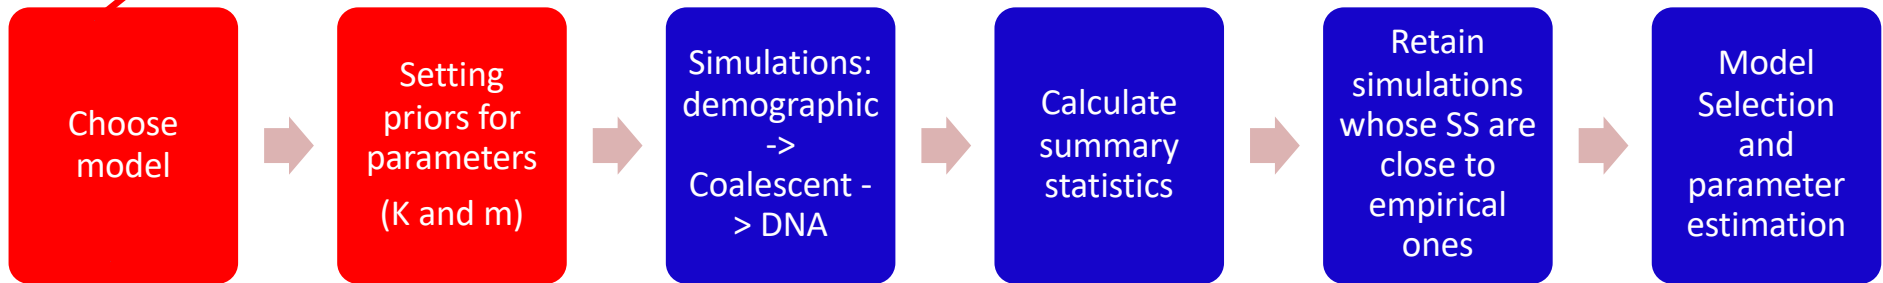 Choose
model
Setting
priors for
parameters
(K and m)
Simulations:
demographic
->
Coalescent -
> DNA
Calculate
summary
statistics
Retain
simulations
whose SS are
close to
empirical
ones
Model
Selection
and
parameter
estimation